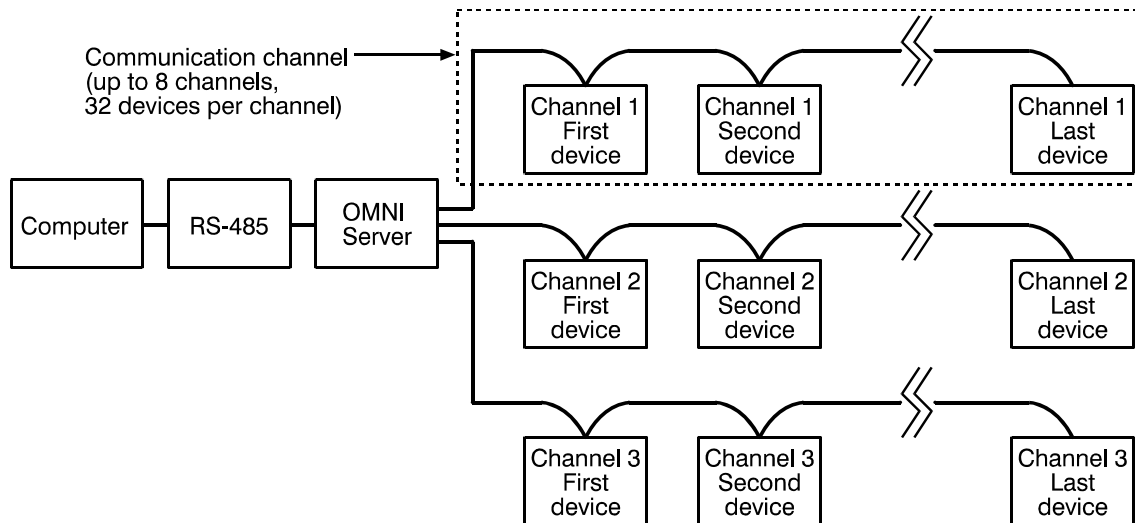 Communication channel
(up to 8 channels,
32 devices per channel)
Channel 1
First
device
Channel 1
Second
device
Channel 1
Last
device
Computer
RS-485
OMNI
Server
Channel 2
First
device
Channel 2
Second
device
Channel 2
Last
device
Channel 3
First
device
Channel 3
Second
device
Channel 3
Last
device